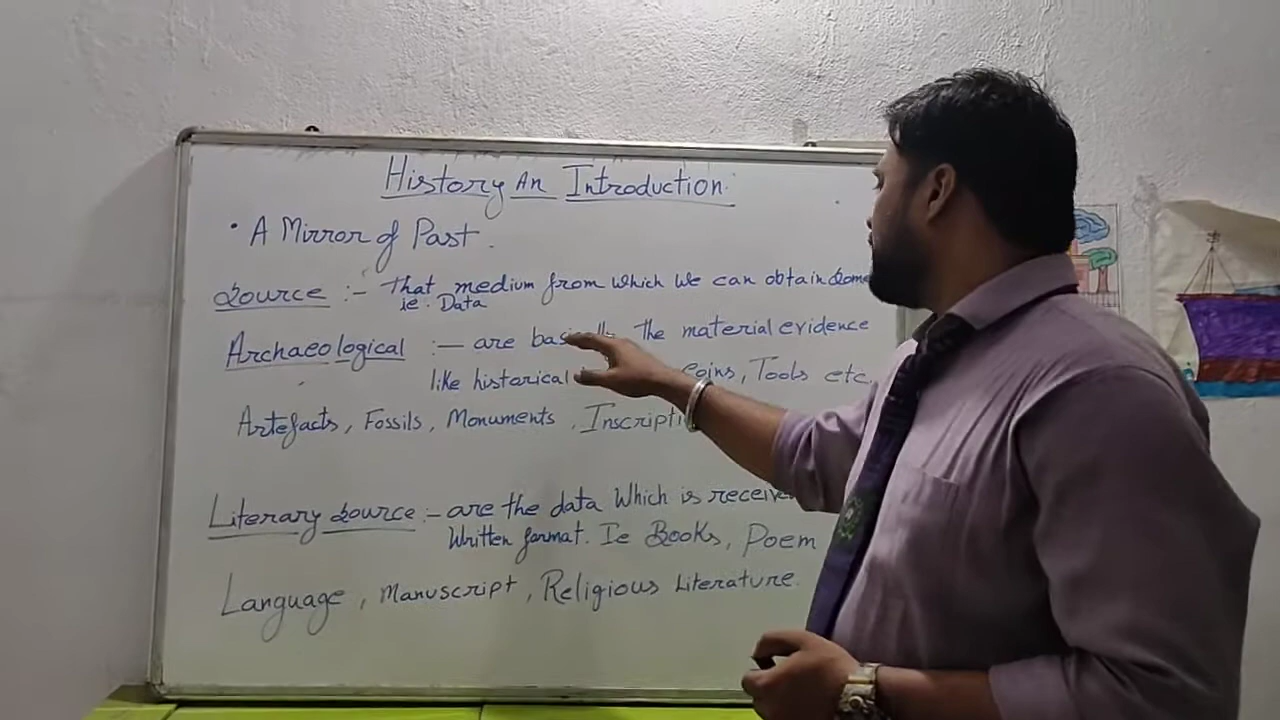 History An Introduction
• A Mirror of Past.
Source :- That medium from which we can obtain Some
ie. Data
Archaeological :- are the material evidence
like historical coins, Tools etc.
Artefacts, Fossils, Monuments, 
Literary Source :- are the data Which is
Written format. Ie Books, Poem
Language, Manuscript, Religious Literature.